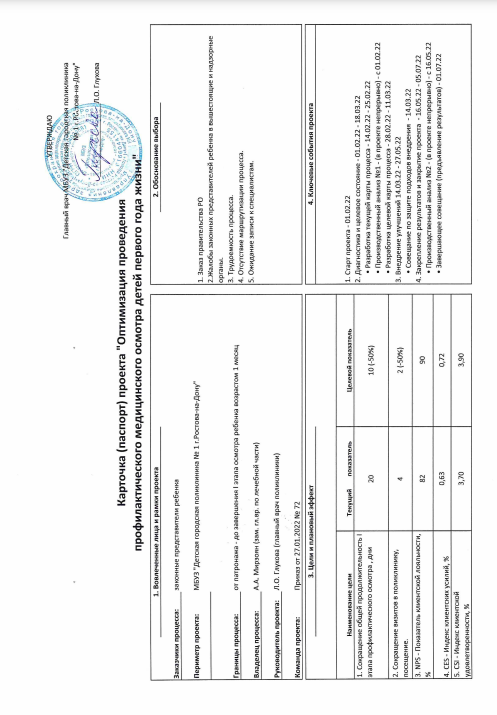 УТВЕРЖДАЮ
Главный врач МБУЗ "Детская городская поликлиника
№ 1 г.Ростова-на-Дону"
Л.О. Глухова
Карточка (паспорт) проекта "Оптимизация проведения
профилактического медицинского осмотра детей первого года жизни"
1. Вовлеченные лица и рамки проекта
Заказчики процесса: законные представители ребенка
Периметр проекта: МБУЗ "Детская городская поликлиника № 1 г.Ростова-на-Дону"
Границы процесса: от патронажа - до завершения I этапа осмотра ребенка возрастом 1 месяц
Владелец процесса: А.А. (зам. гл.вр. по лечебной части)
Руководитель проекта: Л.О. Глухова (главный врач поликлиники)
Команда проекта: Приказ от 27.01.2022 № 72
2. Обоснование выбора
1. Заказ правительства РО
2.Жалобы законных представителей ребенка в вышестоящие и надзорные
органы.
3. Трудоемкость процесса.
4. Отсутствие маршрутизации процесса.
5. Ожидание записи к специалистам.
3. Цели и плановый эффект
Наименование цели Текущий показатель Целевой показатель
1. Сокращение общей продолжительность I
этапа профилактического осмотра , дни 20 10 (-50%)
2. Сокращение визитов в поликлинику,
посещение. 4 2 (-50%)
3. NPS - Показатель клиентской лояльности,
% 82 90
4. CES - Индекс клиентских усилий, % 0,63 0,72
5. CSI - Индекс клиентской
удовлетворенности, % 3,70 3,90
4. Ключевые события проекта
1. Старт проекта - 01.02.22
2. Диагностика и целевое состояние - 01.02.22 - 18.03.22
• Разработка текущей карты процесса - 14.02.22 - 25.02.22
• Производственный анализ №1 - (в проекте непрерывно) - с 01.02.22
• Разработка целевой карты процесса - 28.02.22 - 11.03.22
3. Внедрение улучшений 14.03.22 - 27.05.22
• Совещание по защите подходов внедрения - 14.03.22
4. Закрепление результатов и закрытие проекта - 16.05.22 - 05.07.22
• Производственный анализ №2 - (в проекте непрерывно) - с 16.05.22
• Завершающее совещание (предъявление результатов) - 01.07.22